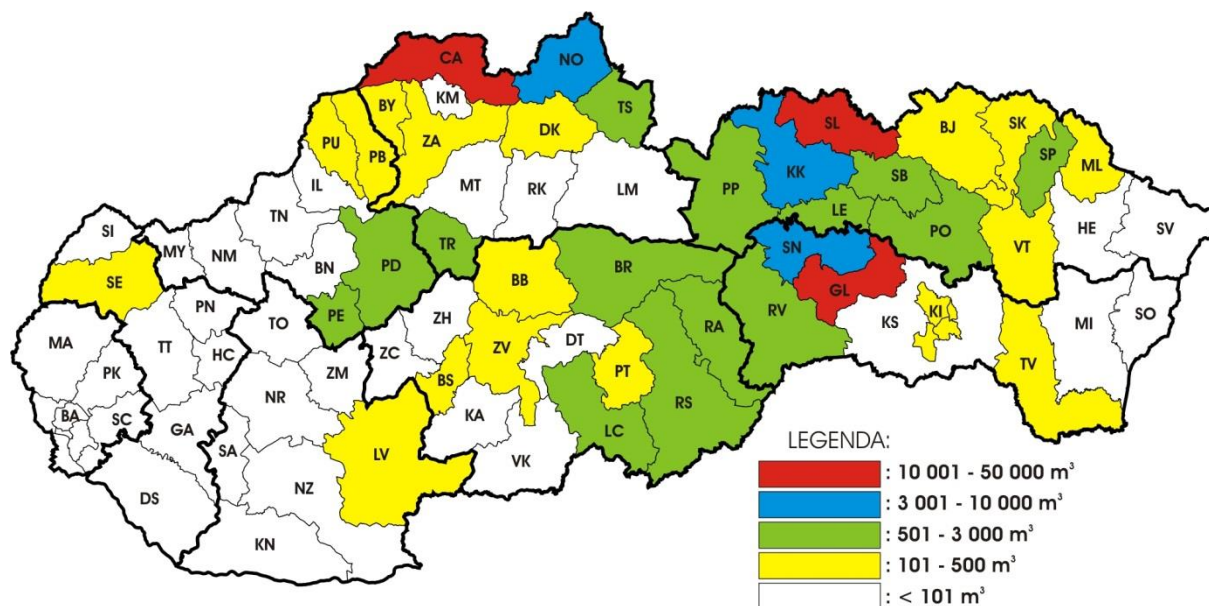 CA
NO
KM
TS
BY
PU
PB
ZA
DK
IL
MT
RK
LM
TN
SL
BJ
SK
SP
ML
KK
SB
PP
LE
PO
HE
SV
VT
SI
MY
NM
BN
PD
TR
SE
PE
BB
BR
SN
GL
RV
KS
KI
MI
SO
PN
TO
ZH
MA
TT
HC
ZC
ZV
DT
RA
PK
ZM
BS
PT
TV
NR
BA
SC
GA
SA
KA
LC
RS
LV
VK
DS
NZ
KN
LEGENDA:
: 10 001 - 50 000 m³
: 3 001 - 10 000 m³
: 501 - 3 000 m³
: 101 - 500 m³
: < 101 m³